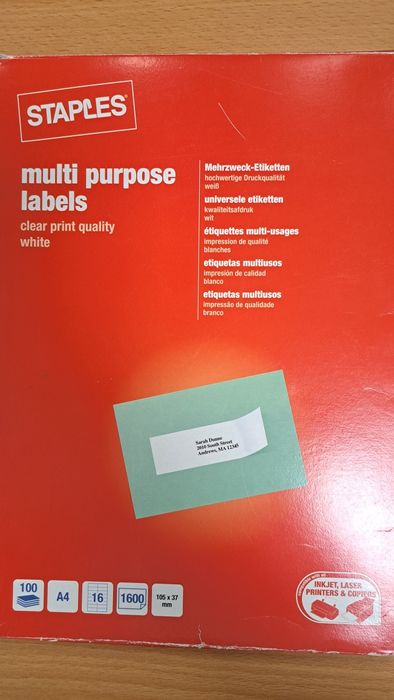 STAPLES
multi purpose
labels
clear print quality
white
Mehrzweck-Etiketten
hochwertige Druckqualität
weiß
universele etiketten
kwaliteitsafdruk
wit
étiquettes multi-usages
impression de qualité
blanches
etiquetas multiusos
impresión de calidad
blanco
etiquetas multiusos
impressão de qualidade
branco
Sarah Dunne
2010 South Street
Andrews, MA 12345
100
A4
16
1600
105 x 37
mm
INKJET, LASER
PRINTERS & COPIERS